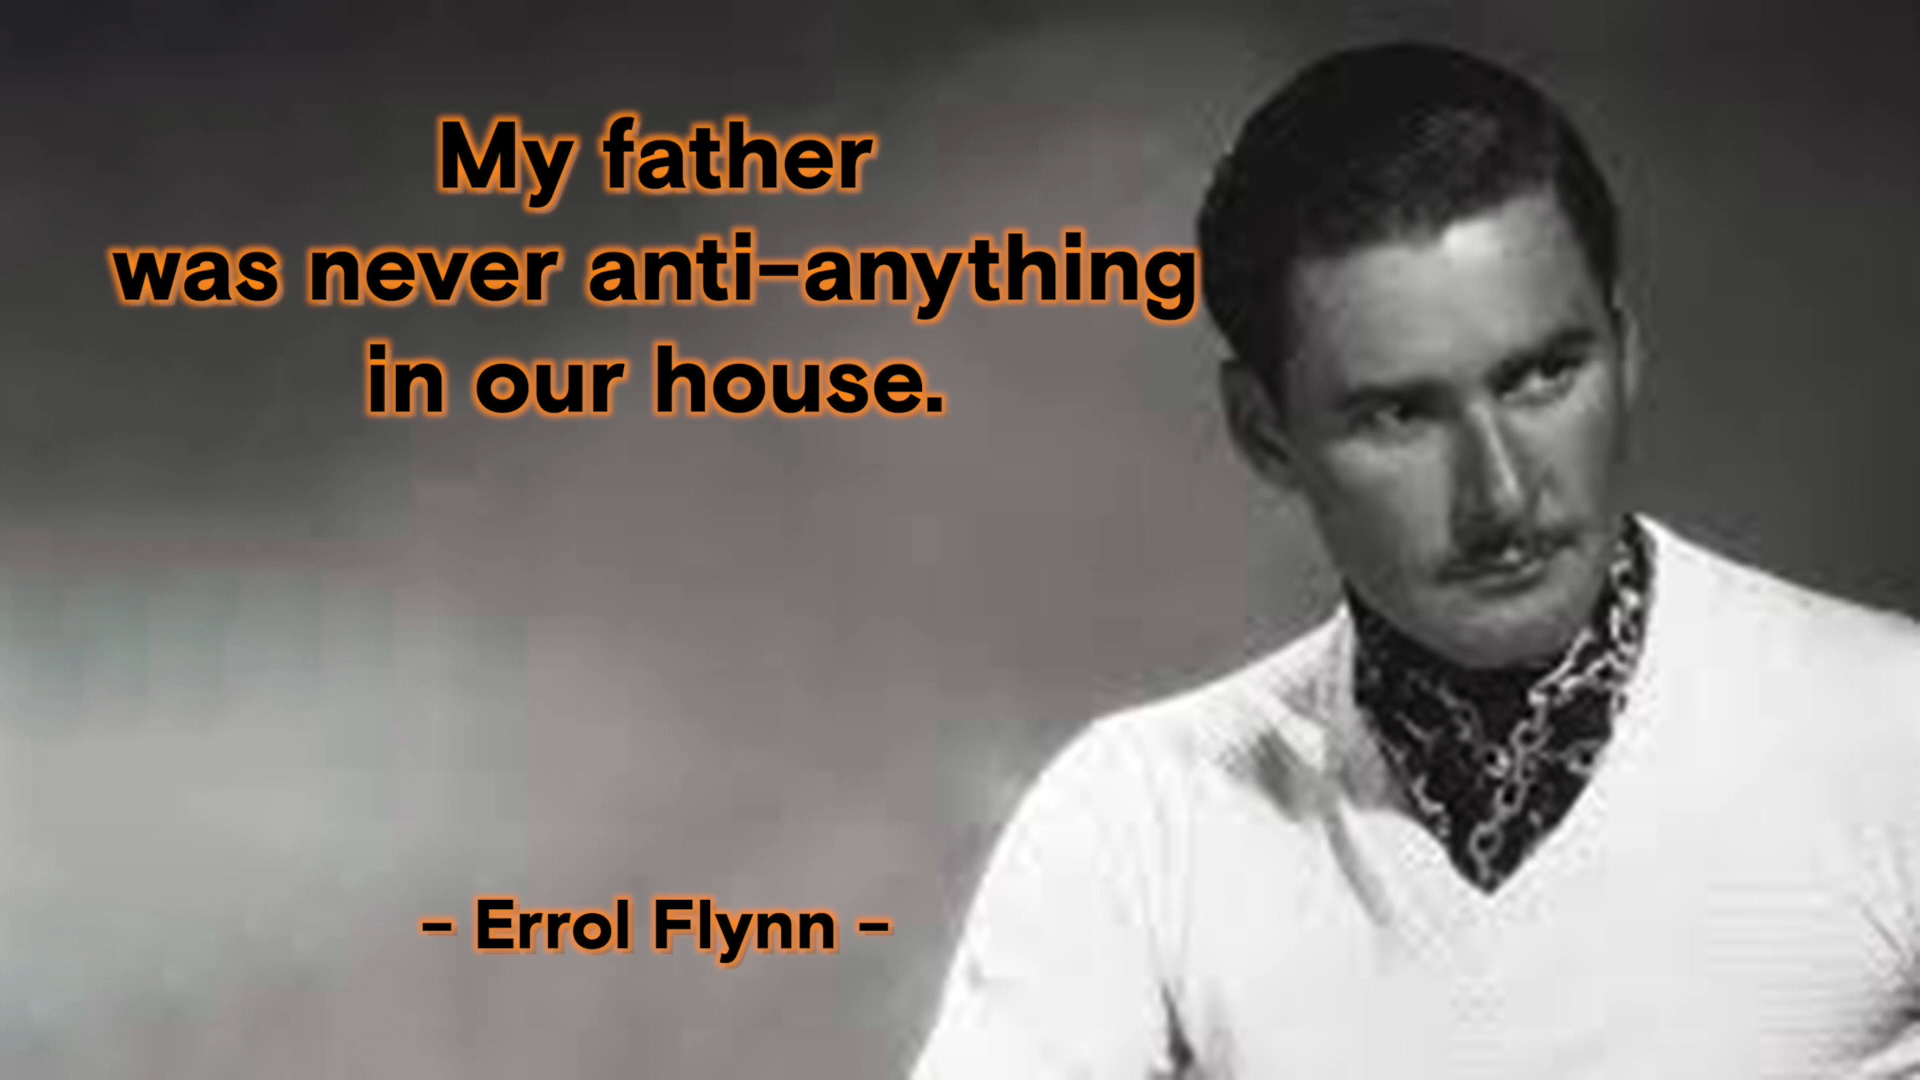 My father
was never anti-anything
in our house.
- Errol Flynn -